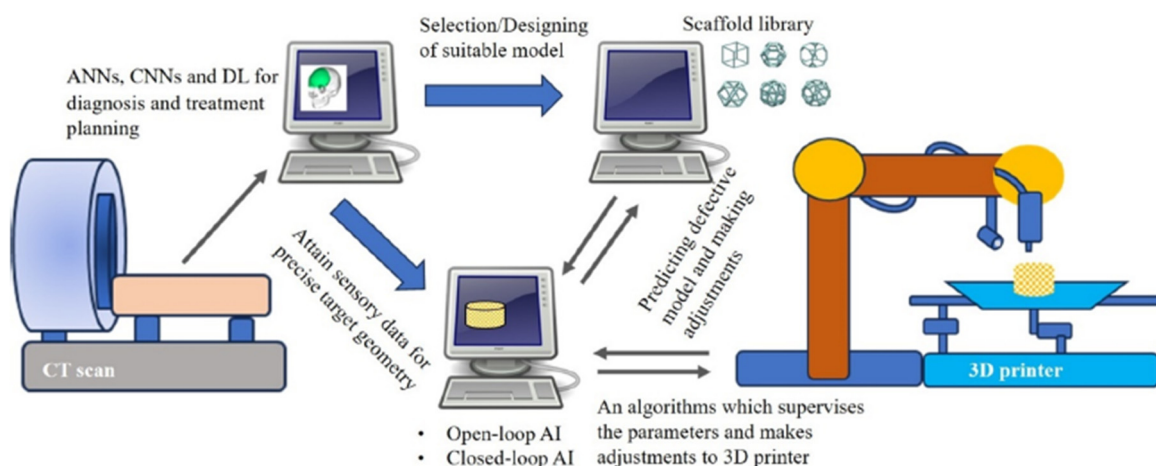 Selection/Designing
of suitable model
Scaffold library
ANNs, CNNs and DL for
diagnosis and treatment
planning
Attain sensory data for
precise target geometry
Predicting defective
model and making
adjustments
CT scan
3D printer
• Open-loop AI
• Closed-loop AI
An algorithms which supervises
the parameters and makes
adjustments to 3D printer